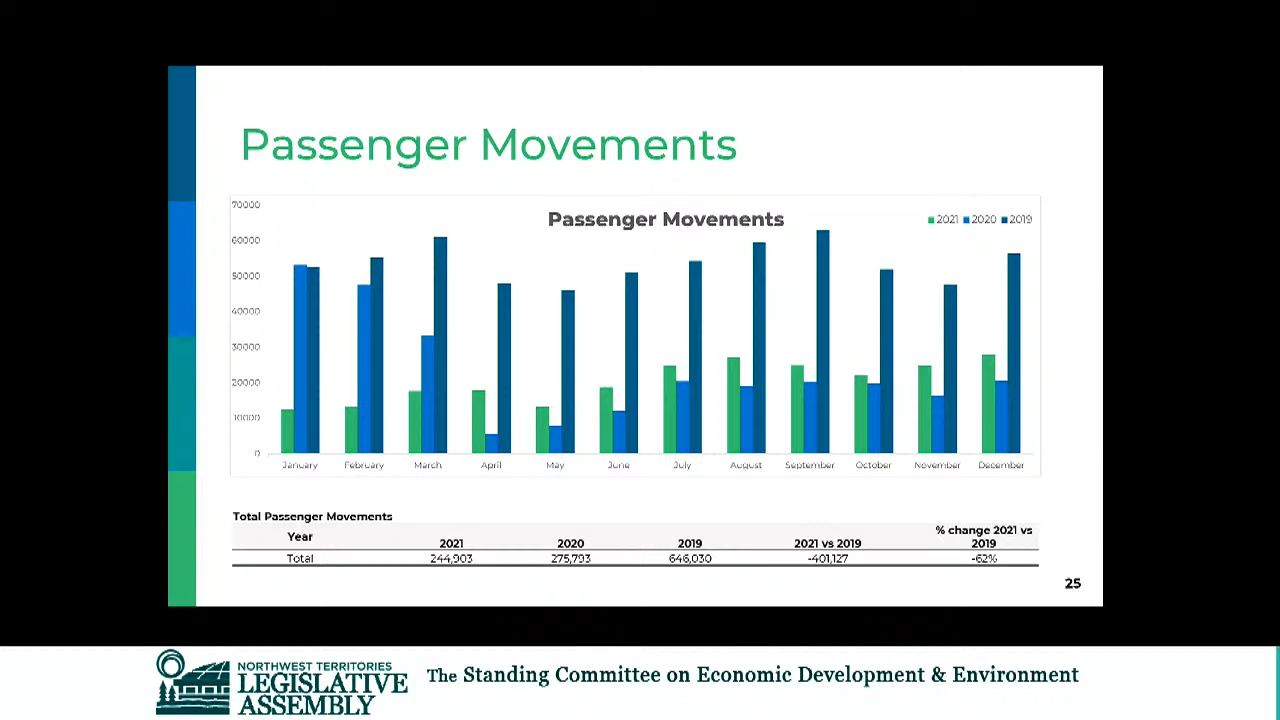 Passenger Movements
Passenger Movements
2021 2020 2019
70000
60000
50000
40000
30000
20000
10000
0
January February March April May June July August September October November December
Total Passenger Movements
Year 2021 2020 2019 2021 vs 2019 % change 2021 vs 2019
Total 244,903 275,793 646,030 -401,127 -62%
25
NORTHWEST TERRITORIES
LEGISLATIVE
ASSEMBLY
The Standing Committee on Economic Development & Environment